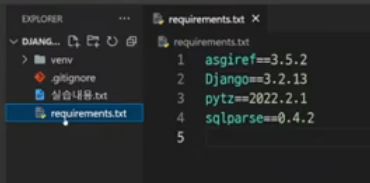 EXPLORER
DJANG...
venv
.gitignore
실습내용.txt
requirements.txt
requirements.txt
requirements.txt
1 asgiref==3.5.2
2 Django==3.2.13
3 pytz==2022.2.1
4 sqlparse==0.4.2
5